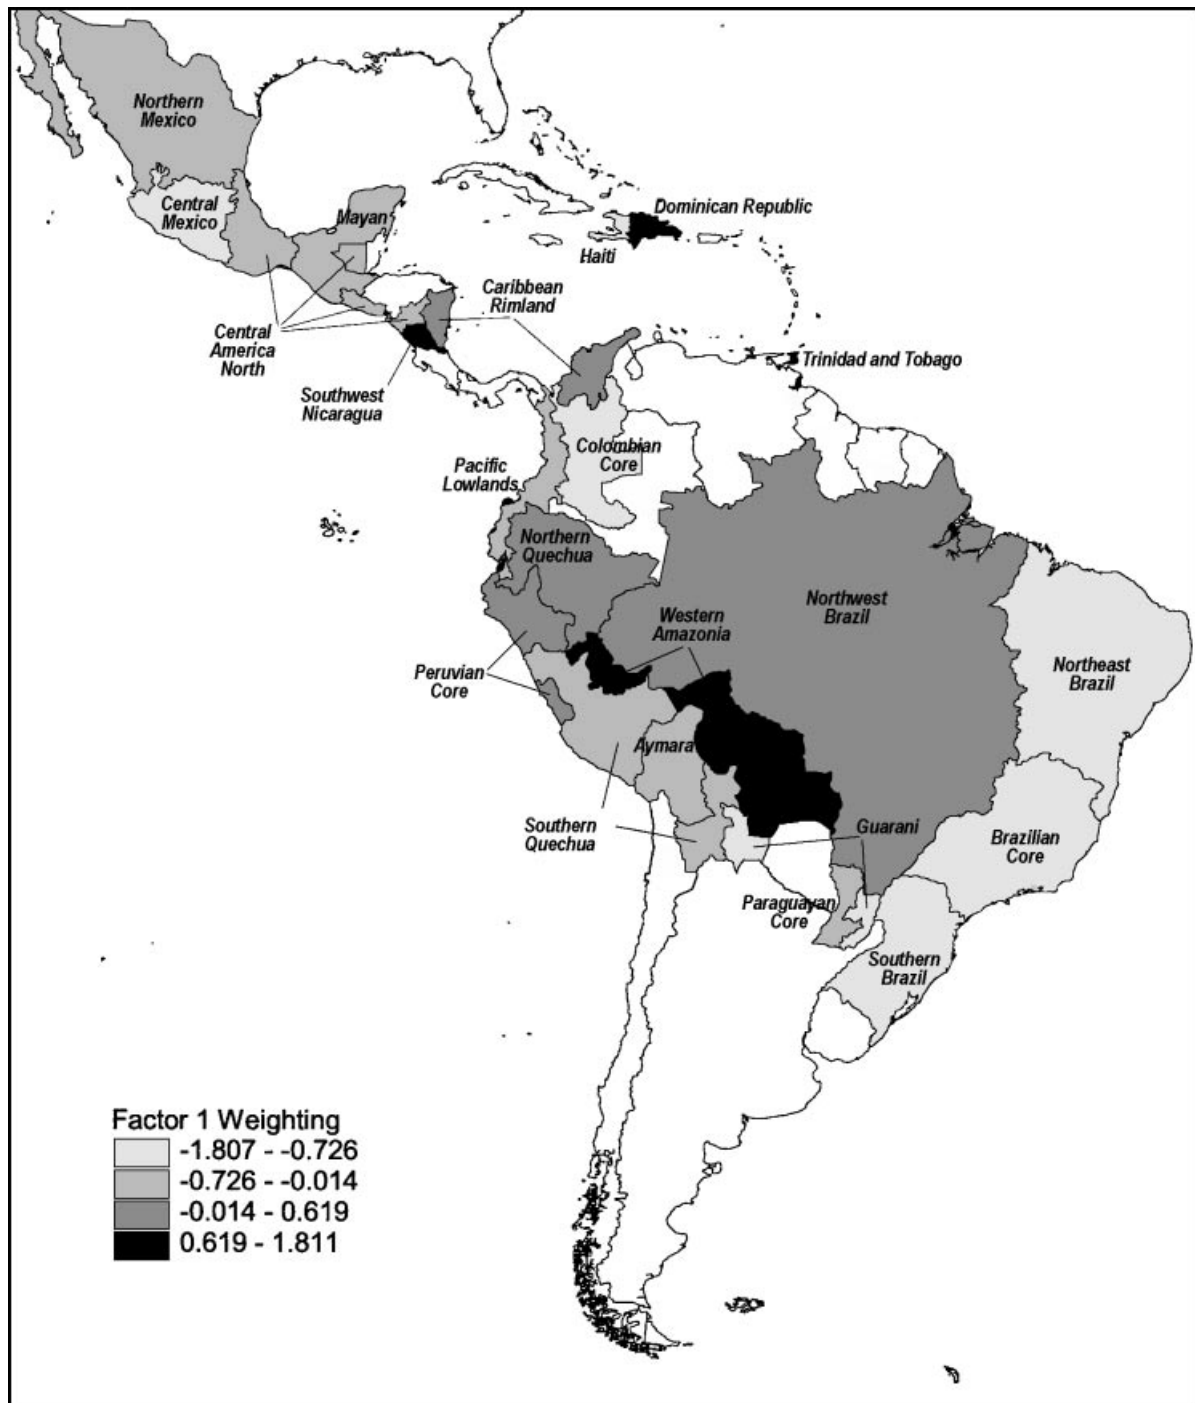 Northern
Mexico
Central
Mexico
Mayan
Dominican Republic
Haiti
Caribbean
Rimland
Central
America
North
Trinidad and Tobago
Southwest
Nicaragua
Colombian
Core
Pacific
Lowlands
Northern
Quechua
Northwest
Brazil
Western
Amazonia
Northeast
Brazil
Peruvian
Core
Aymara
Southern
Quechua
Guarani
Brazilian
Core
Paraguayan
Core
Southern
Brazil
Factor 1 Weighting
-1.807 - -0.726
-0.726 - -0.014
-0.014 - 0.619
0.619 - 1.811